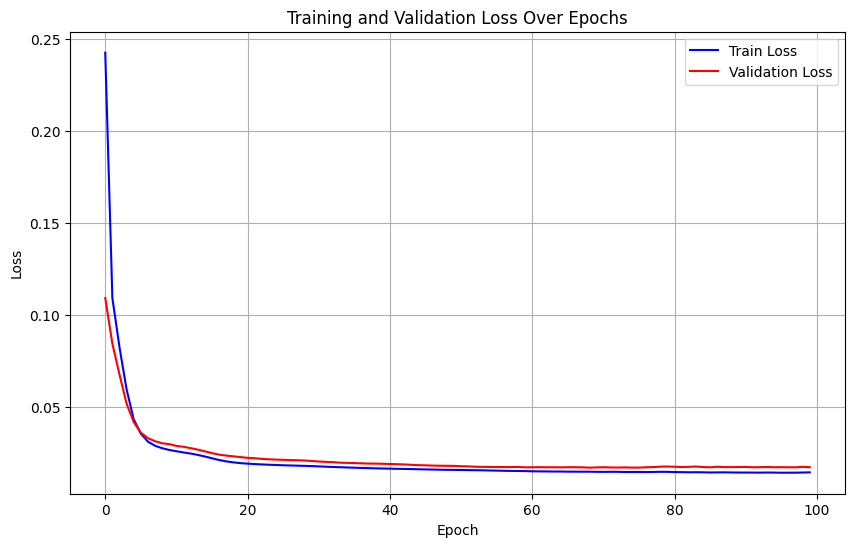 Training and Validation Loss Over Epochs
Train Loss
Validation Loss
0.25
0.20
0.15
0.10
0.05
Loss
0 20 40 60 80 100
Epoch